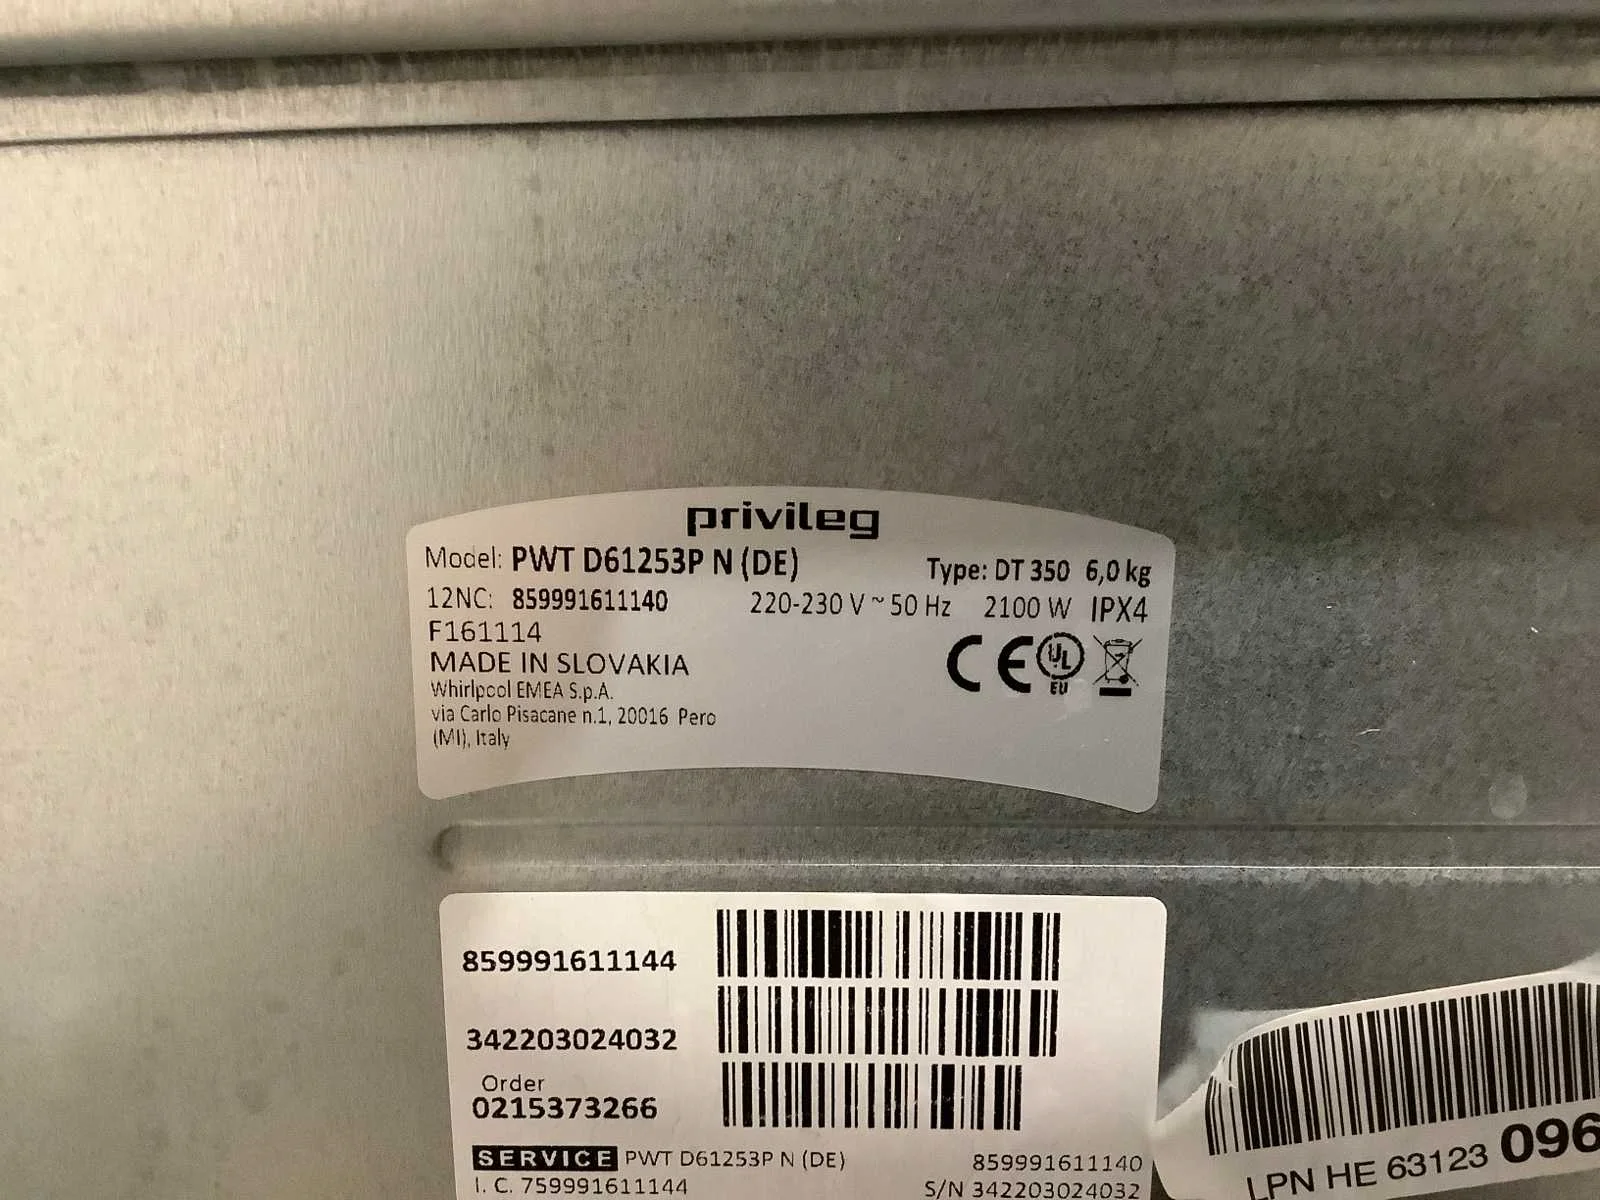 privileg
Model: PWT D61253P N (DE)
Type: DT 350 6,0 kg
12NC: 859991611140
220-230 V ~ 50 Hz 2100 W IPX4
F161114
MADE IN SLOVAKIA
Whirlpool EMEA S.p.A.
via Carlo Pisacane n.1, 20016 Pero
(MI), Italy
CE
UL
EU
859991611144
342203024032
Order
0215373266
SERVICE PWT D61253P N (DE) 859991611140
I. C. 759991611144 S/N 342203024032
LPN HE 63123 096